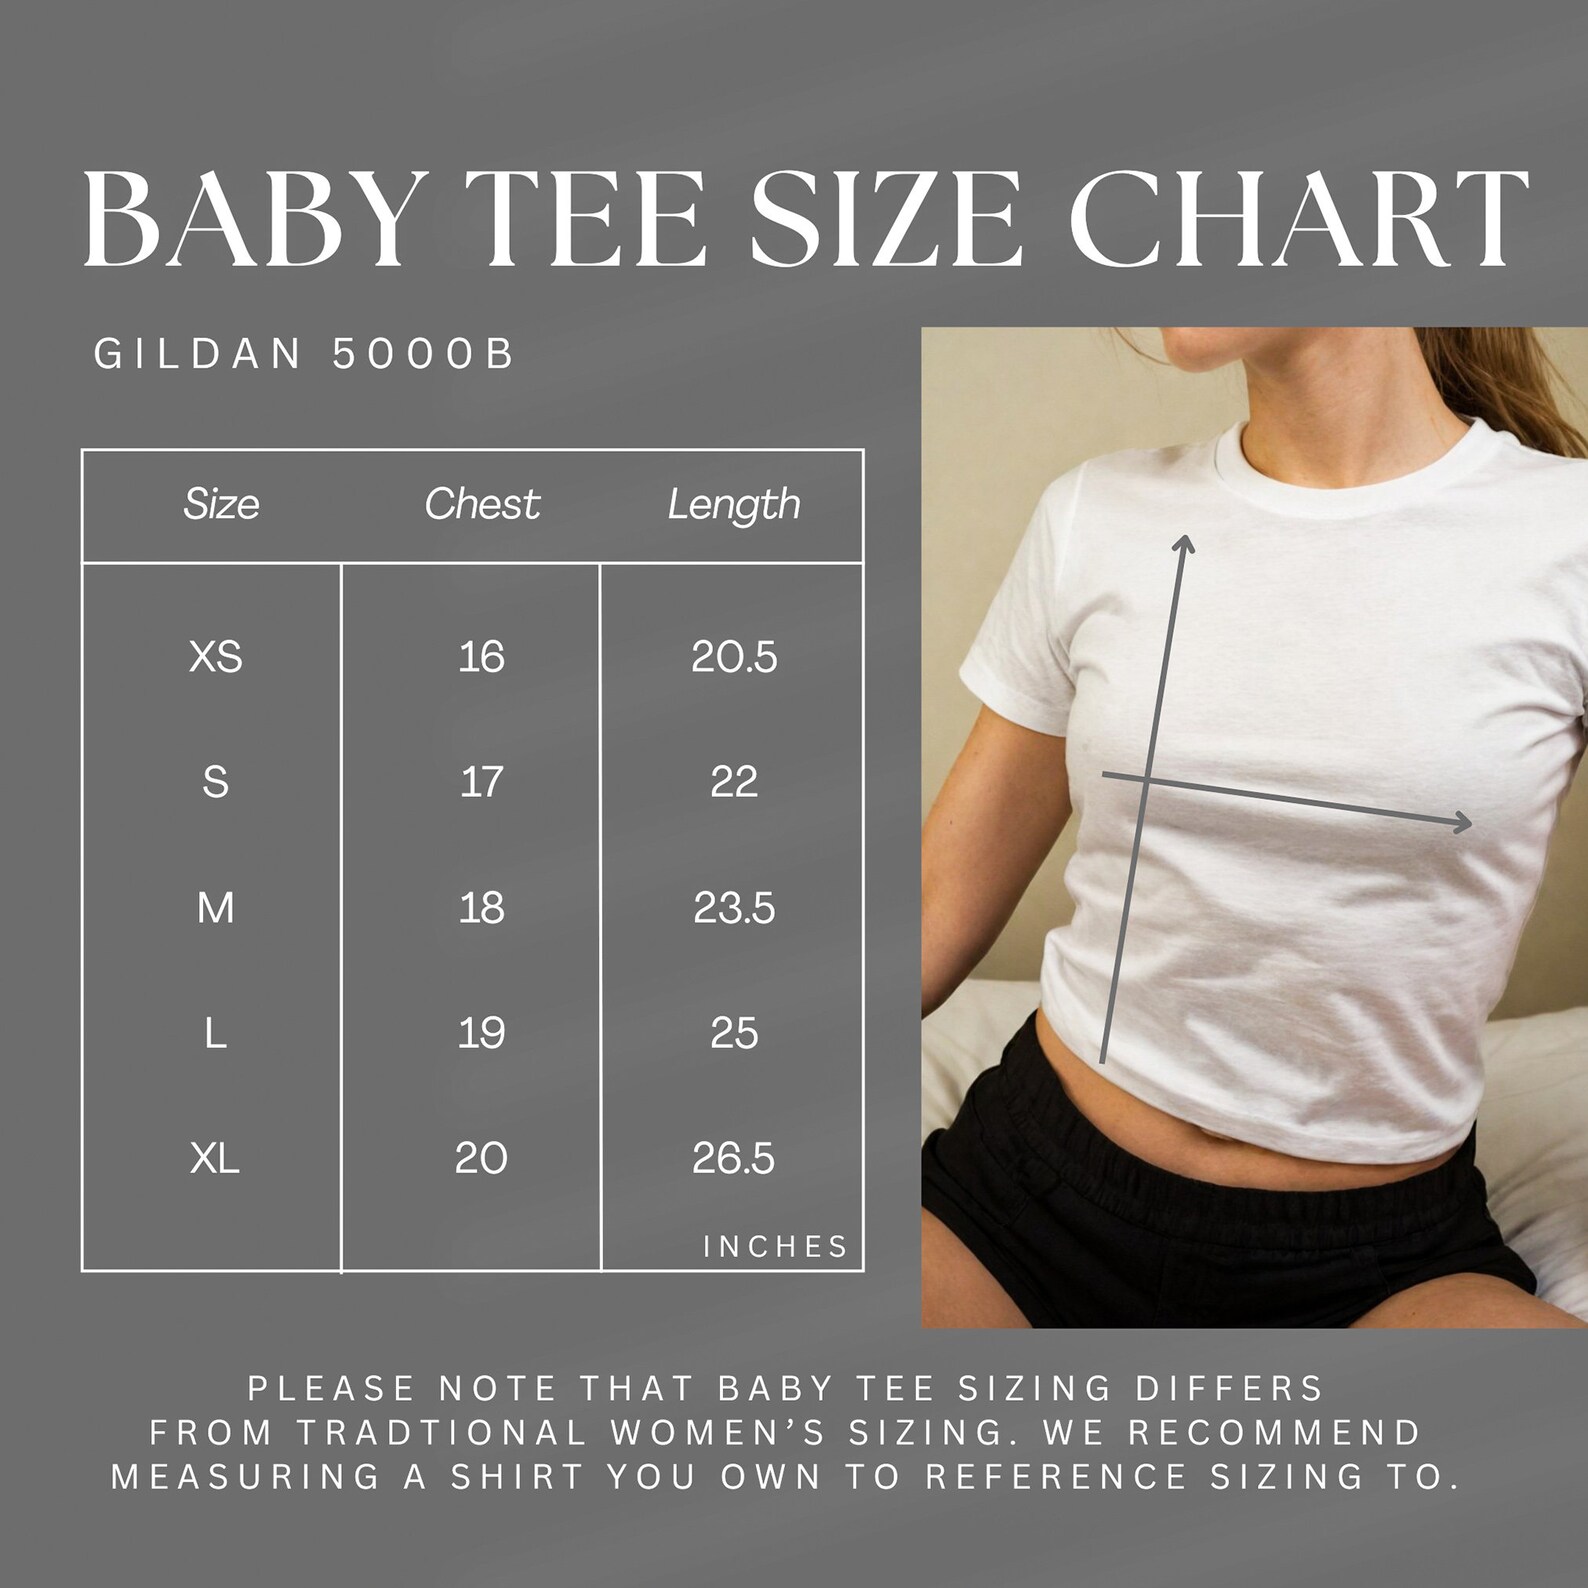 BABY TEE SIZE CHART
GILDAN 5000B
Size Chest Length
XS 16 20.5
S 17 22
M 18 23.5
L 19 25
XL 20 26.5
INCHES
PLEASE NOTE THAT BABY TEE SIZING DIFFERS
FROM TRADTIONAL WOMEN'S SIZING. WE RECOMMEND
MEASURING A SHIRT YOU OWN TO REFERENCE SIZING TO.